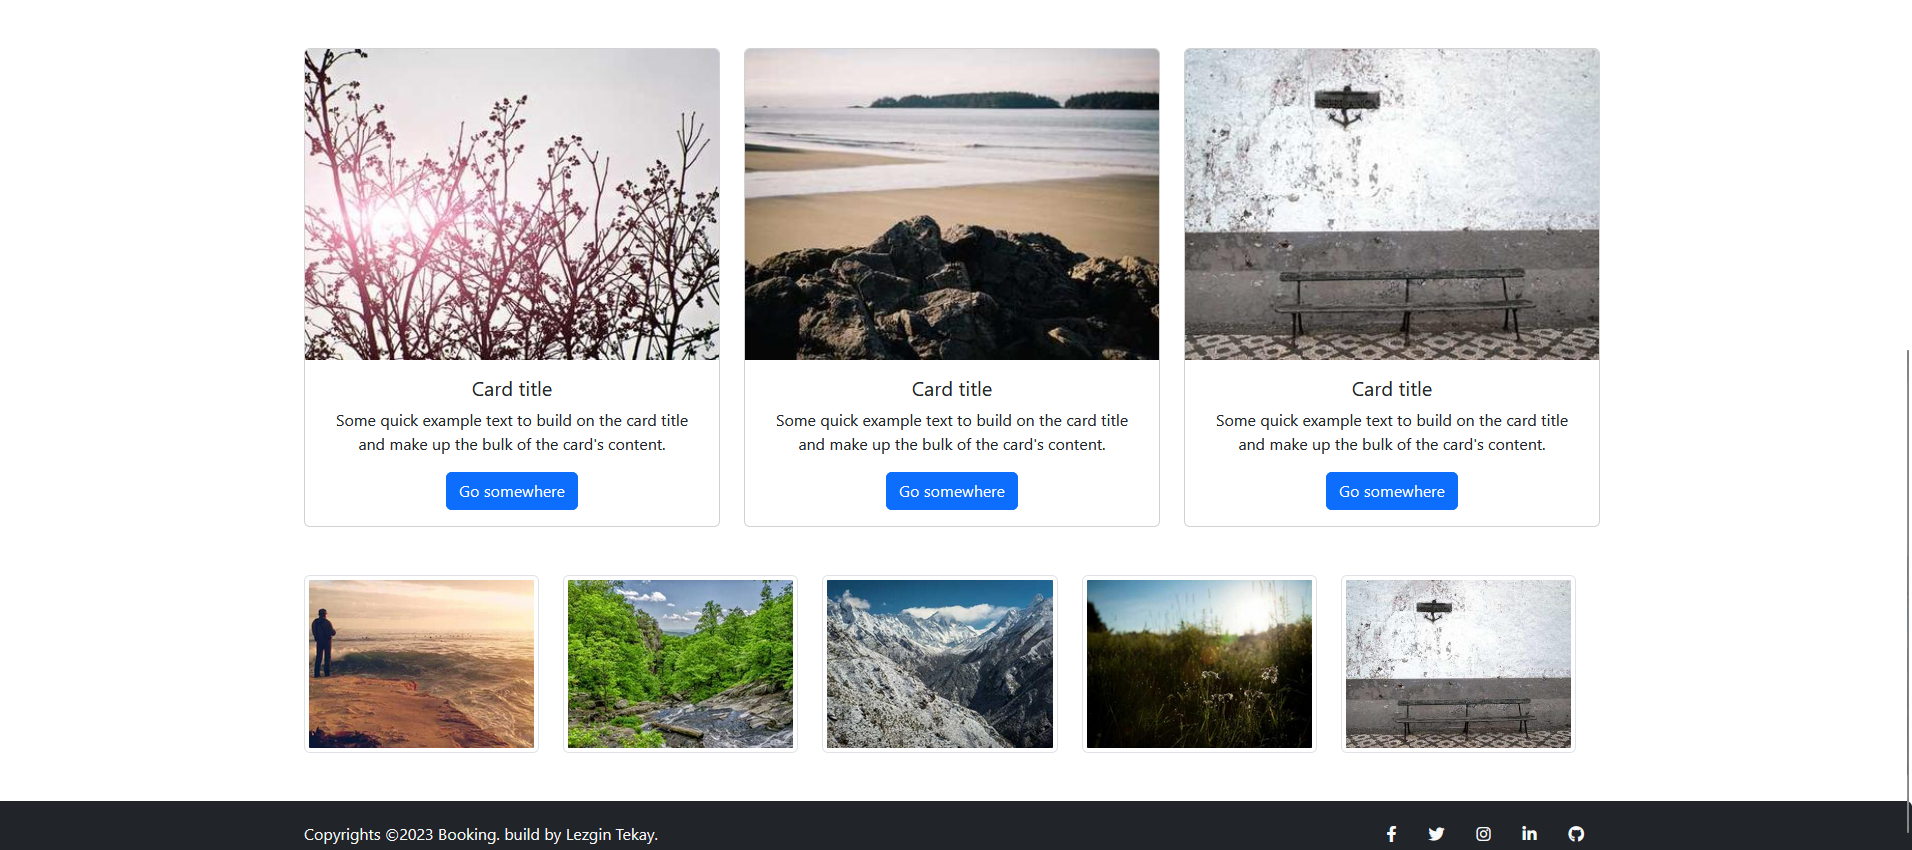 Card title
Some quick example text to build on the card title
and make up the bulk of the card's content.
Go somewhere
Card title
Some quick example text to build on the card title
and make up the bulk of the card's content.
Go somewhere
Card title
Some quick example text to build on the card title
and make up the bulk of the card's content.
Go somewhere
Copyrights ©2023 Booking. build by Lezgin Tekay.